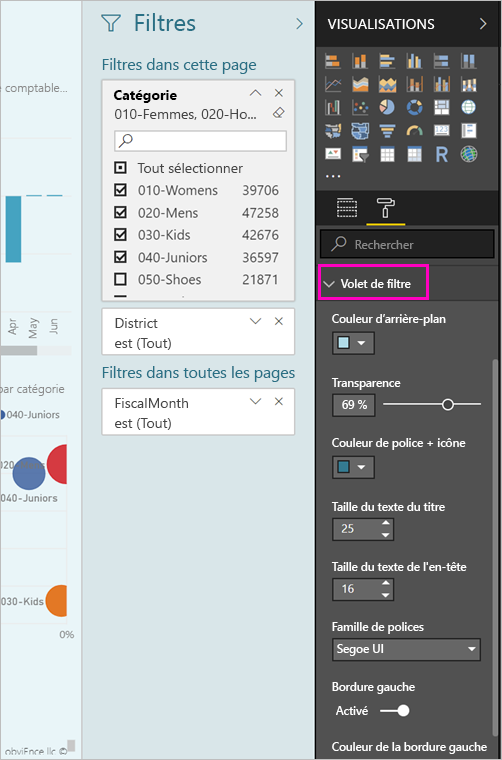 e comptable...
Apr
May
Jun
par catégorie
040-Juniors
020-
040-Juniors
030-Kids
0%
obviEnce llc ©
Filtres
Filtres dans cette page
Catégorie
010-Femmes, 020-Ho...
Tout sélectionner
010-Womens 39706
020-Mens 47258
030-Kids 42676
040-Juniors 36597
050-Shoes 21871
District
est (Tout)
Filtres dans toutes les pages
FiscalMonth
est (Tout)
VISUALISATIONS
R
...
Rechercher
Volet de filtre
Couleur d'arrière-plan
Transparence
69 %
Couleur de police + icône
Taille du texte du titre
25
Taille du texte de l'en-tête
16
Famille de polices
Segoe UI
Bordure gauche
Activé
Couleur de la bordure gauche